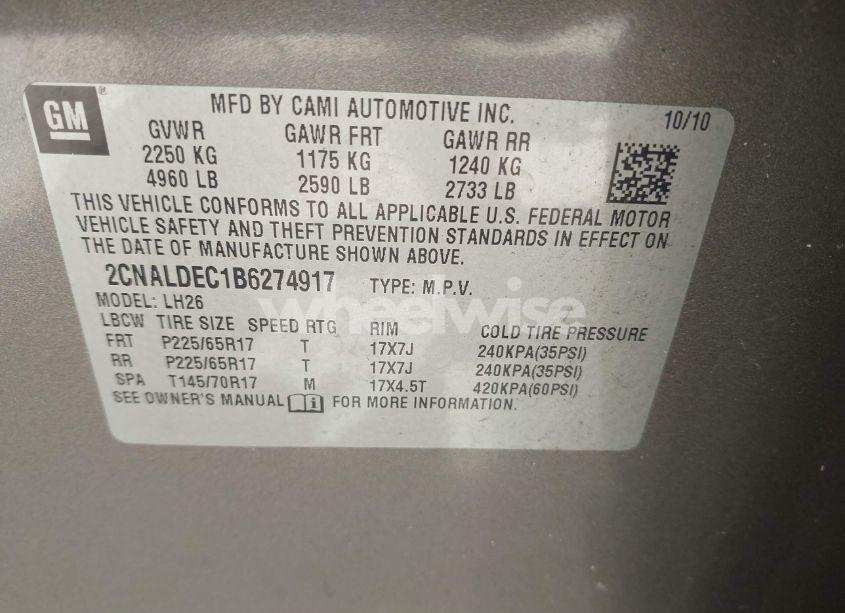 GM®
MFD BY CAMI AUTOMOTIVE INC. 10/10
GVWR GAWR FRT GAWR RR
2250 KG 1175 KG 1240 KG
4960 LB 2590 LB 2733 LB
THIS VEHICLE CONFORMS TO ALL APPLICABLE U.S. FEDERAL MOTOR
VEHICLE SAFETY AND THEFT PREVENTION STANDARDS IN EFFECT ON
THE DATE OF MANUFACTURE SHOWN ABOVE.
2CNALDEC1B6274917 TYPE: M.P.V.
MODEL: LH26
wheelwise
LBCW TIRE SIZE SPEED RTG RIM COLD TIRE PRESSURE
FRT P225/65R17 T 17X7J 240KPA(35PSI)
RR P225/65R17 T 17X7J 240KPA(35PSI)
SPA T145/70R17 M 17X4.5T 420KPA(60PSI)
SEE OWNER'S MANUAL i FOR MORE INFORMATION.